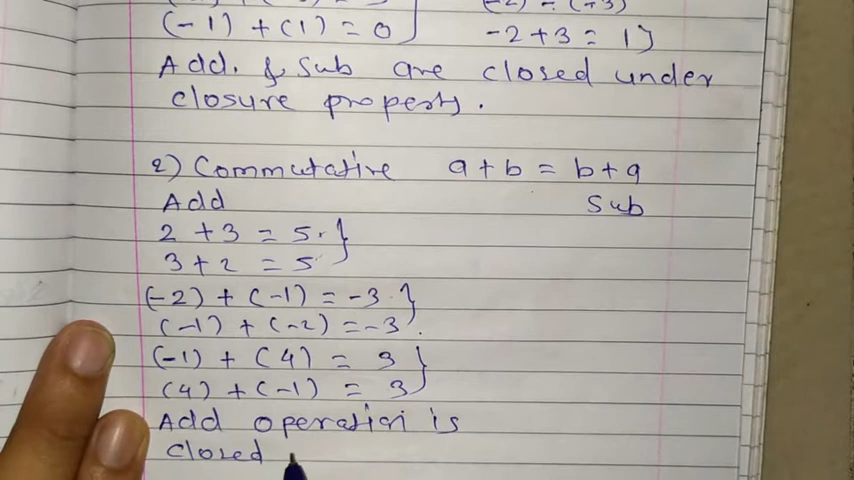 (-1) + (1) = 0
-2 + 3 = 1
Add. & Sub are closed under
closure property.
2) Commutative a + b = b + a
Add Sub
2 + 3 = 5
3 + 2 = 5
(-2) + (-1) = -3
(-1) + (-2) = -3
(-1) + (4) = 3
(4) + (-1) = 3
Add operation is
closed